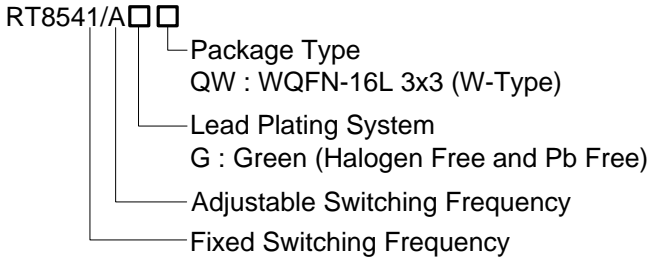 RT8541/A□□
Package Type
QW : WQFN-16L 3x3 (W-Type)
Lead Plating System
G : Green (Halogen Free and Pb Free)
Adjustable Switching Frequency
Fixed Switching Frequency